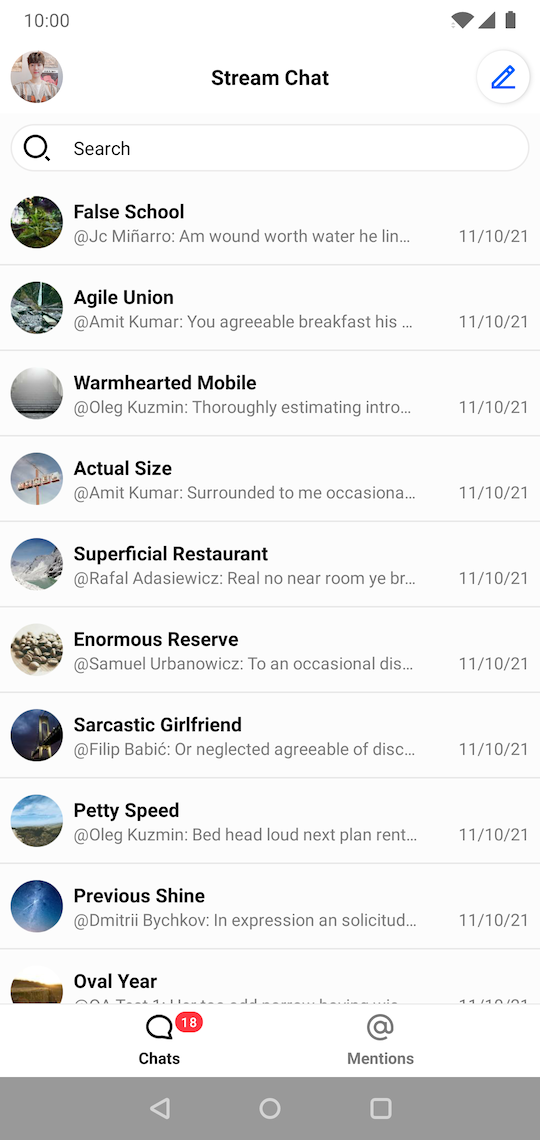 10:00
Stream Chat
Search
False School
@Jc Miñarro: Am wound worth water he lin... 11/10/21
Agile Union
@Amit Kumar: You agreeable breakfast his ... 11/10/21
Warmhearted Mobile
@Oleg Kuzmin: Thoroughly estimating intro... 11/10/21
Actual Size
@Amit Kumar: Surrounded to me occasiona... 11/10/21
Superficial Restaurant
@Rafal Adasiewicz: Real no near room ye br... 11/10/21
Enormous Reserve
@Samuel Urbanowicz: To an occasional dis... 11/10/21
Sarcastic Girlfriend
@Filip Babić: Or neglected agreeable of disc... 11/10/21
Petty Speed
@Oleg Kuzmin: Bed head loud next plan rent... 11/10/21
Previous Shine
@Dmitrii Bychkov: In expression an solicitud... 11/10/21
Oval Year
18
Chats Mentions